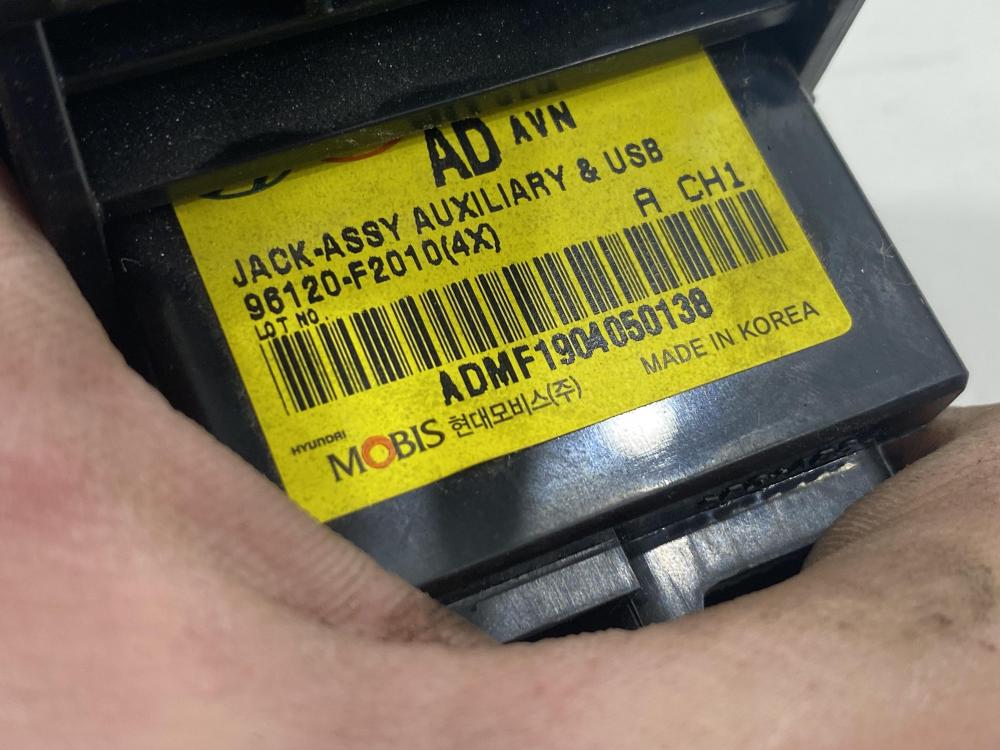 AD AVN
JACK-ASSY AUXILIARY & USB
96120-F2010(4X)
A CH1
LOT NO.
ADMF1904050138
MADE IN KOREA
HYUNDAI
MOBIS 현대모비스(주)